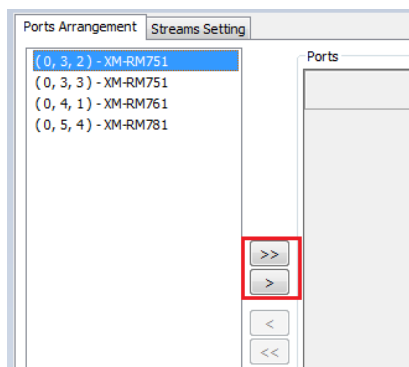 Ports Arrangement Streams Setting
( 0, 3, 2 ) - XM-RM751
( 0, 3, 3 ) - XM-RM751
( 0, 4, 1 ) - XM-RM761
( 0, 5, 4 ) - XM-RM781
Ports
>>
>
<
<<